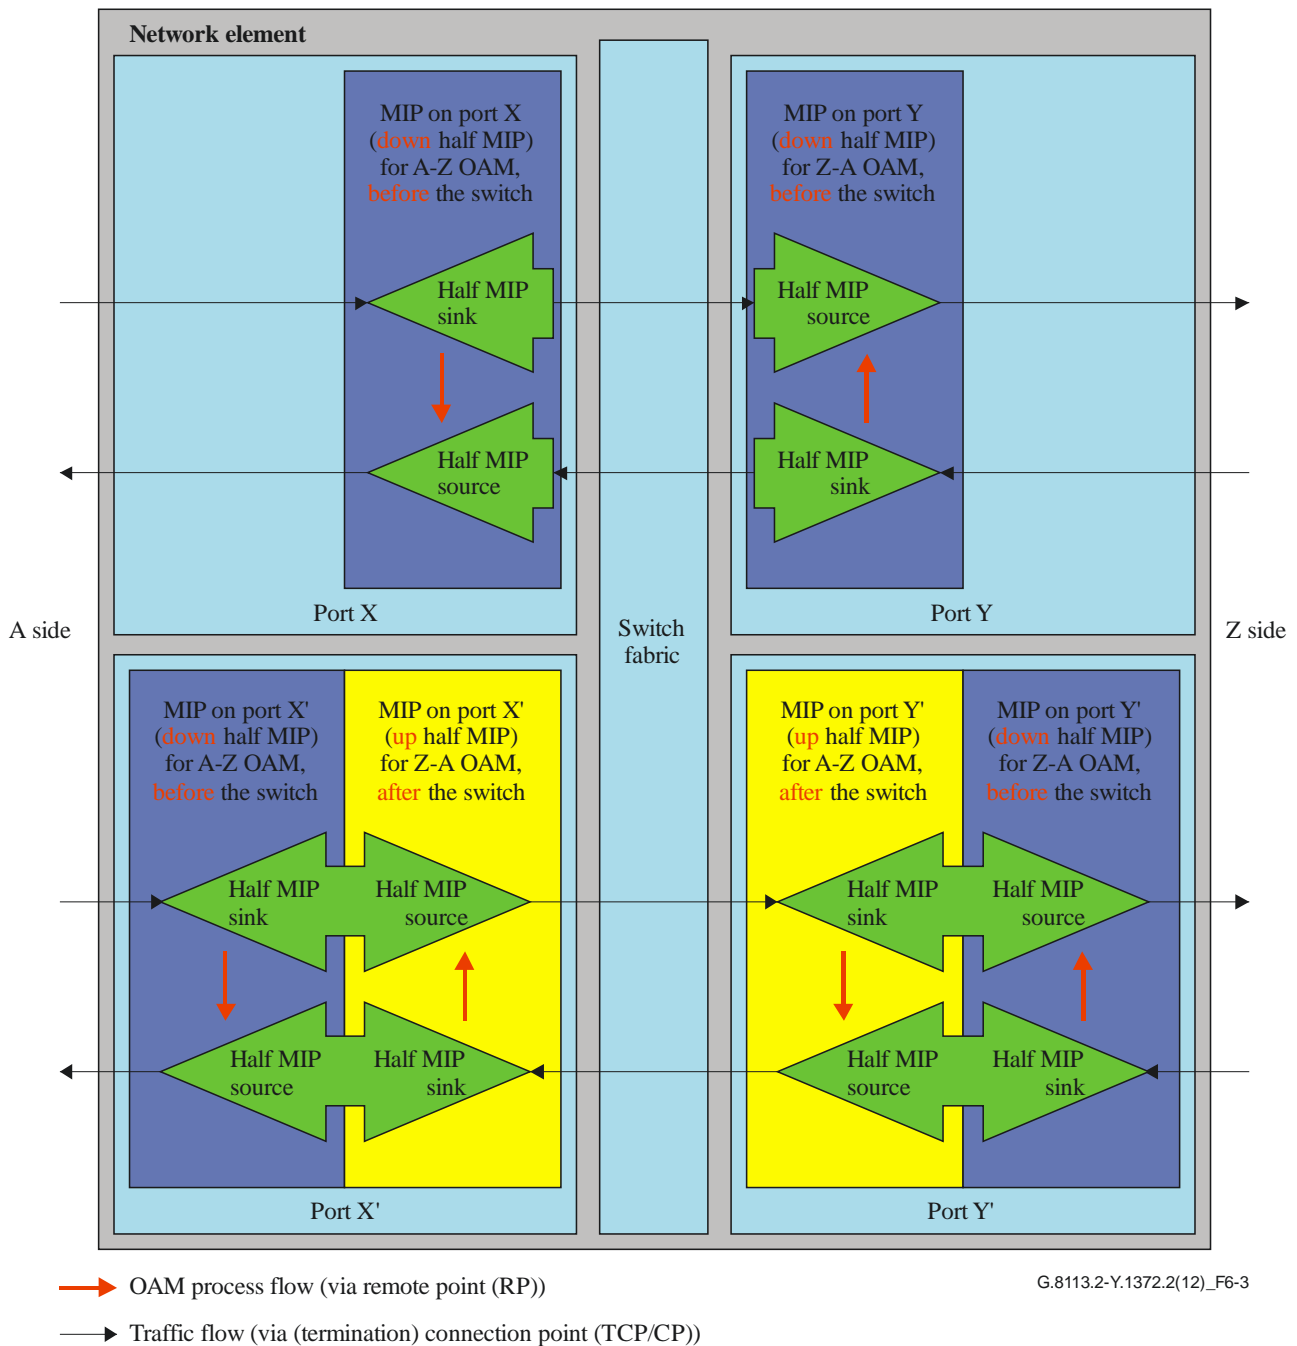 Network element
MIP on port X
(down half MIP)
for A-Z OAM,
before the switch
MIP on port Y
(down half MIP)
for Z-A OAM,
before the switch
Half MIP
sink
Half MIP
source
Half MIP
source
Half MIP
sink
Port X
Port Y
A side
Switch
fabric
Z side
MIP on port X'
(down half MIP)
for A-Z OAM,
before the switch
MIP on port X'
(up half MIP)
for Z-A OAM,
after the switch
MIP on port Y'
(up half MIP)
for A-Z OAM,
after the switch
MIP on port Y'
(down half MIP)
for Z-A OAM,
before the switch
Half MIP
sink
Half MIP
source
Half MIP
sink
Half MIP
source
Half MIP
source
Half MIP
sink
Half MIP
source
Half MIP
sink
Port X'
Port Y'
OAM process flow (via remote point (RP))
G.8113.2-Y.1372.2(12)_F6-3
Traffic flow (via (termination) connection point (TCP/CP))